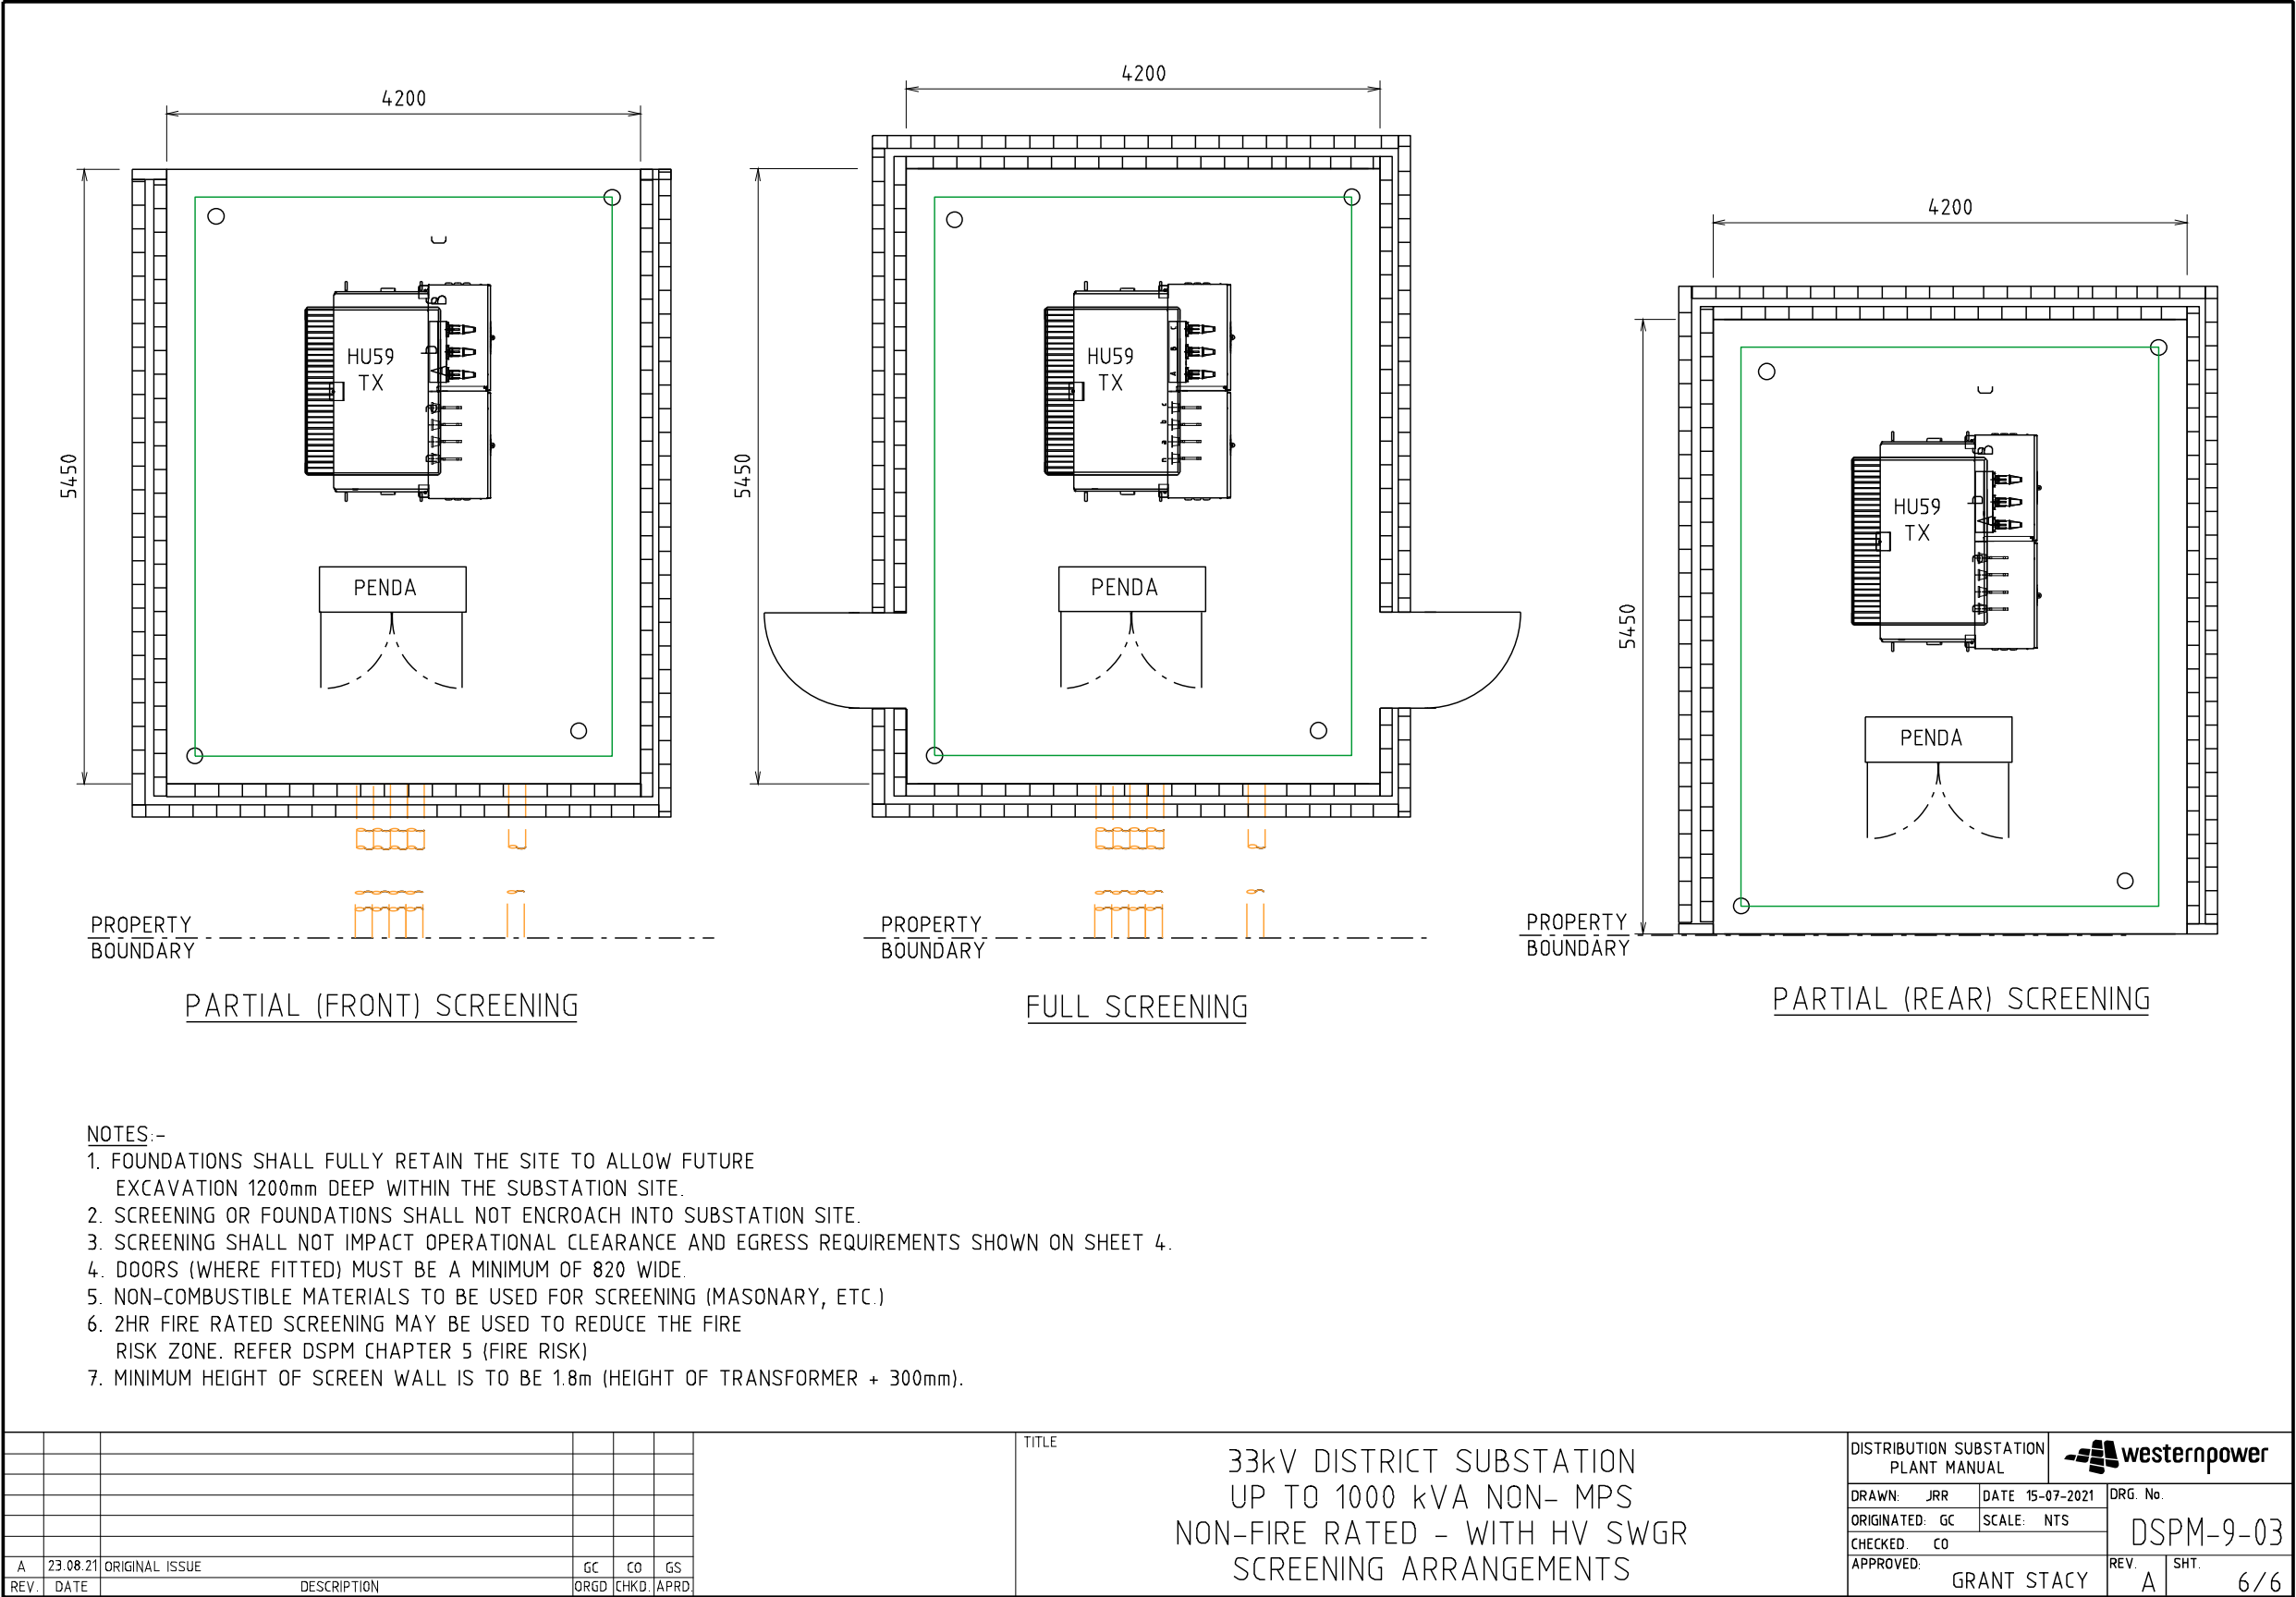 4200
5450
HU59
TX
C
B
b
A
PENDA
PROPERTY
BOUNDARY
PARTIAL (FRONT) SCREENING
4200
5450
HU59
TX
C
B
A
c
b
a
n
PENDA
PROPERTY
BOUNDARY
FULL SCREENING
4200
5450
HU59
TX
C
B
b
A
PENDA
PROPERTY
BOUNDARY
PARTIAL (REAR) SCREENING
NOTES:-
1. FOUNDATIONS SHALL FULLY RETAIN THE SITE TO ALLOW FUTURE
EXCAVATION 1200mm DEEP WITHIN THE SUBSTATION SITE.
2. SCREENING OR FOUNDATIONS SHALL NOT ENCROACH INTO SUBSTATION SITE.
3. SCREENING SHALL NOT IMPACT OPERATIONAL CLEARANCE AND EGRESS REQUIREMENTS SHOWN ON SHEET 4.
4. DOORS (WHERE FITTED) MUST BE A MINIMUM OF 820 WIDE.
5. NON-COMBUSTIBLE MATERIALS TO BE USED FOR SCREENING (MASONARY, ETC.)
6. 2HR FIRE RATED SCREENING MAY BE USED TO REDUCE THE FIRE
RISK ZONE. REFER DSPM CHAPTER 5 (FIRE RISK)
7. MINIMUM HEIGHT OF SCREEN WALL IS TO BE 1.8m (HEIGHT OF TRANSFORMER + 300mm).
A 23.08.21 ORIGINAL ISSUE GC CO GS
REV. DATE DESCRIPTION ORGD CHKD. APRD.
TITLE
33kV DISTRICT SUBSTATION
UP TO 1000 kVA NON- MPS
NON-FIRE RATED - WITH HV SWGR
SCREENING ARRANGEMENTS
DISTRIBUTION SUBSTATION
PLANT MANUAL
westernpower
DRAWN: JRR DATE 15-07-2021
ORIGINATED: GC SCALE: NTS
CHECKED. CO
APPROVED:
GRANT STACY
DRG. No.
DSPM-9-03
REV. A
SHT. 6/6